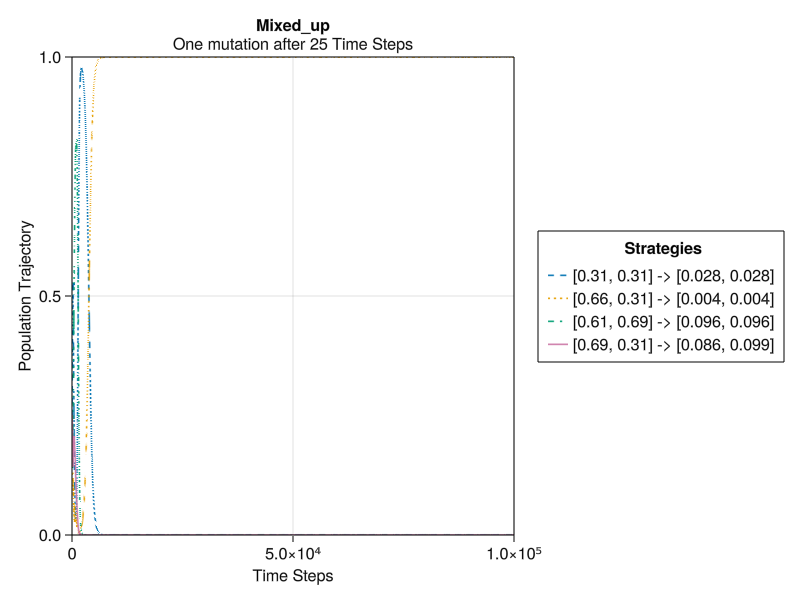 Mixed_up
One mutation after 25 Time Steps
1.0
0.5
0.0
Population Trajectory
0
5.0×10⁴
1.0×10⁵
Time Steps
Strategies
[0.31, 0.31] -> [0.028, 0.028]
[0.66, 0.31] -> [0.004, 0.004]
[0.61, 0.69] -> [0.096, 0.096]
[0.69, 0.31] -> [0.086, 0.099]